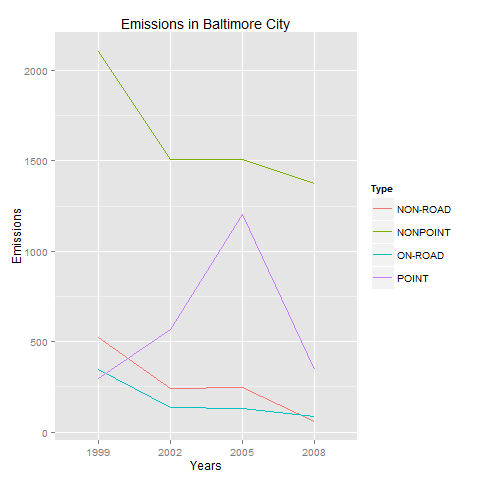 Emissions in Baltimore City
2000
1500
1000
500
0
Emissions
1999 2002 2005 2008
Years
Type
NON-ROAD
NONPOINT
ON-ROAD
POINT